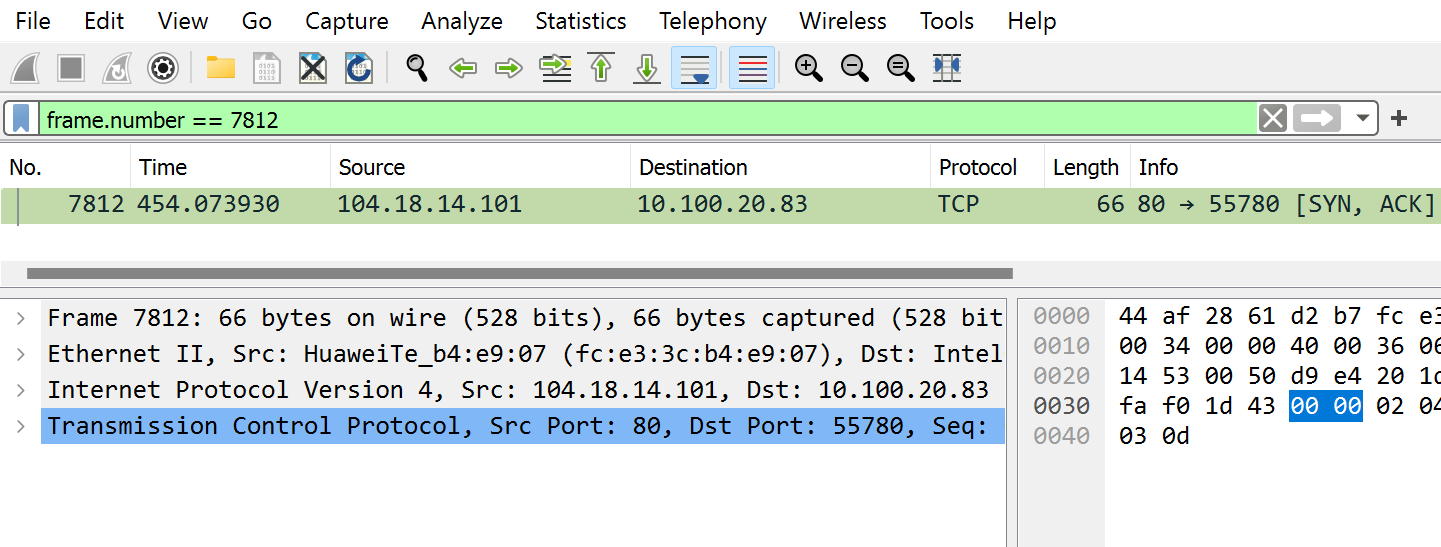 File Edit View Go Capture Analyze Statistics Telephony Wireless Tools Help
frame.number == 7812
No. Time Source Destination Protocol Length Info
7812 454.073930 104.18.14.101 10.100.20.83 TCP 66 80 → 55780 [SYN, ACK]
Frame 7812: 66 bytes on wire (528 bits), 66 bytes captured (528 bit
Ethernet II, Src: HuaweiTe_b4:e9:07 (fc:e3:3c:b4:e9:07), Dst: Intel
Internet Protocol Version 4, Src: 104.18.14.101, Dst: 10.100.20.83
Transmission Control Protocol, Src Port: 80, Dst Port: 55780, Seq:
0000 44 af 28 61 d2 b7 fc e3
0010 00 34 00 00 40 00 36 06
0020 14 53 00 50 d9 e4 20 1d
0030 fa f0 1d 43 00 00 02 04
0040 03 0d